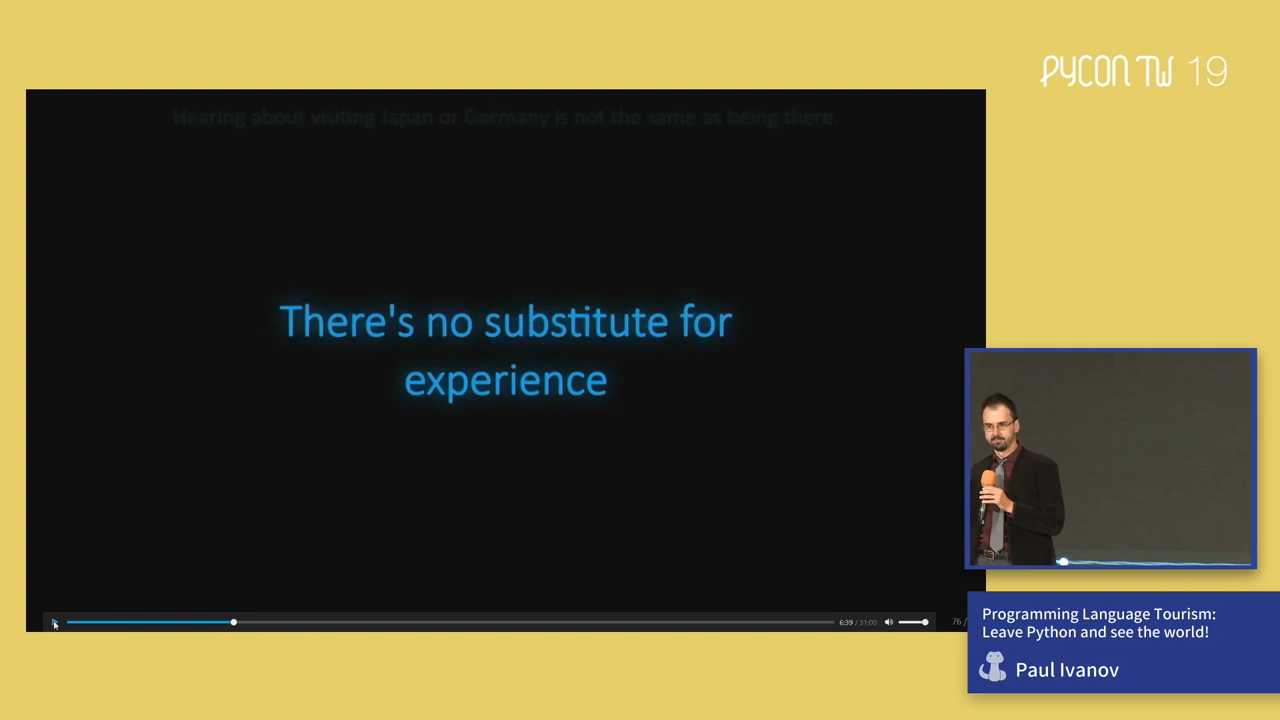 PYCON TW 19
Hearing about visiting Japan or Germany is not the same as being there.
There's no substitute for
experience
6:39 / 31:00
76 /
Programming Language Tourism:
Leave Python and see the world!
Paul Ivanov